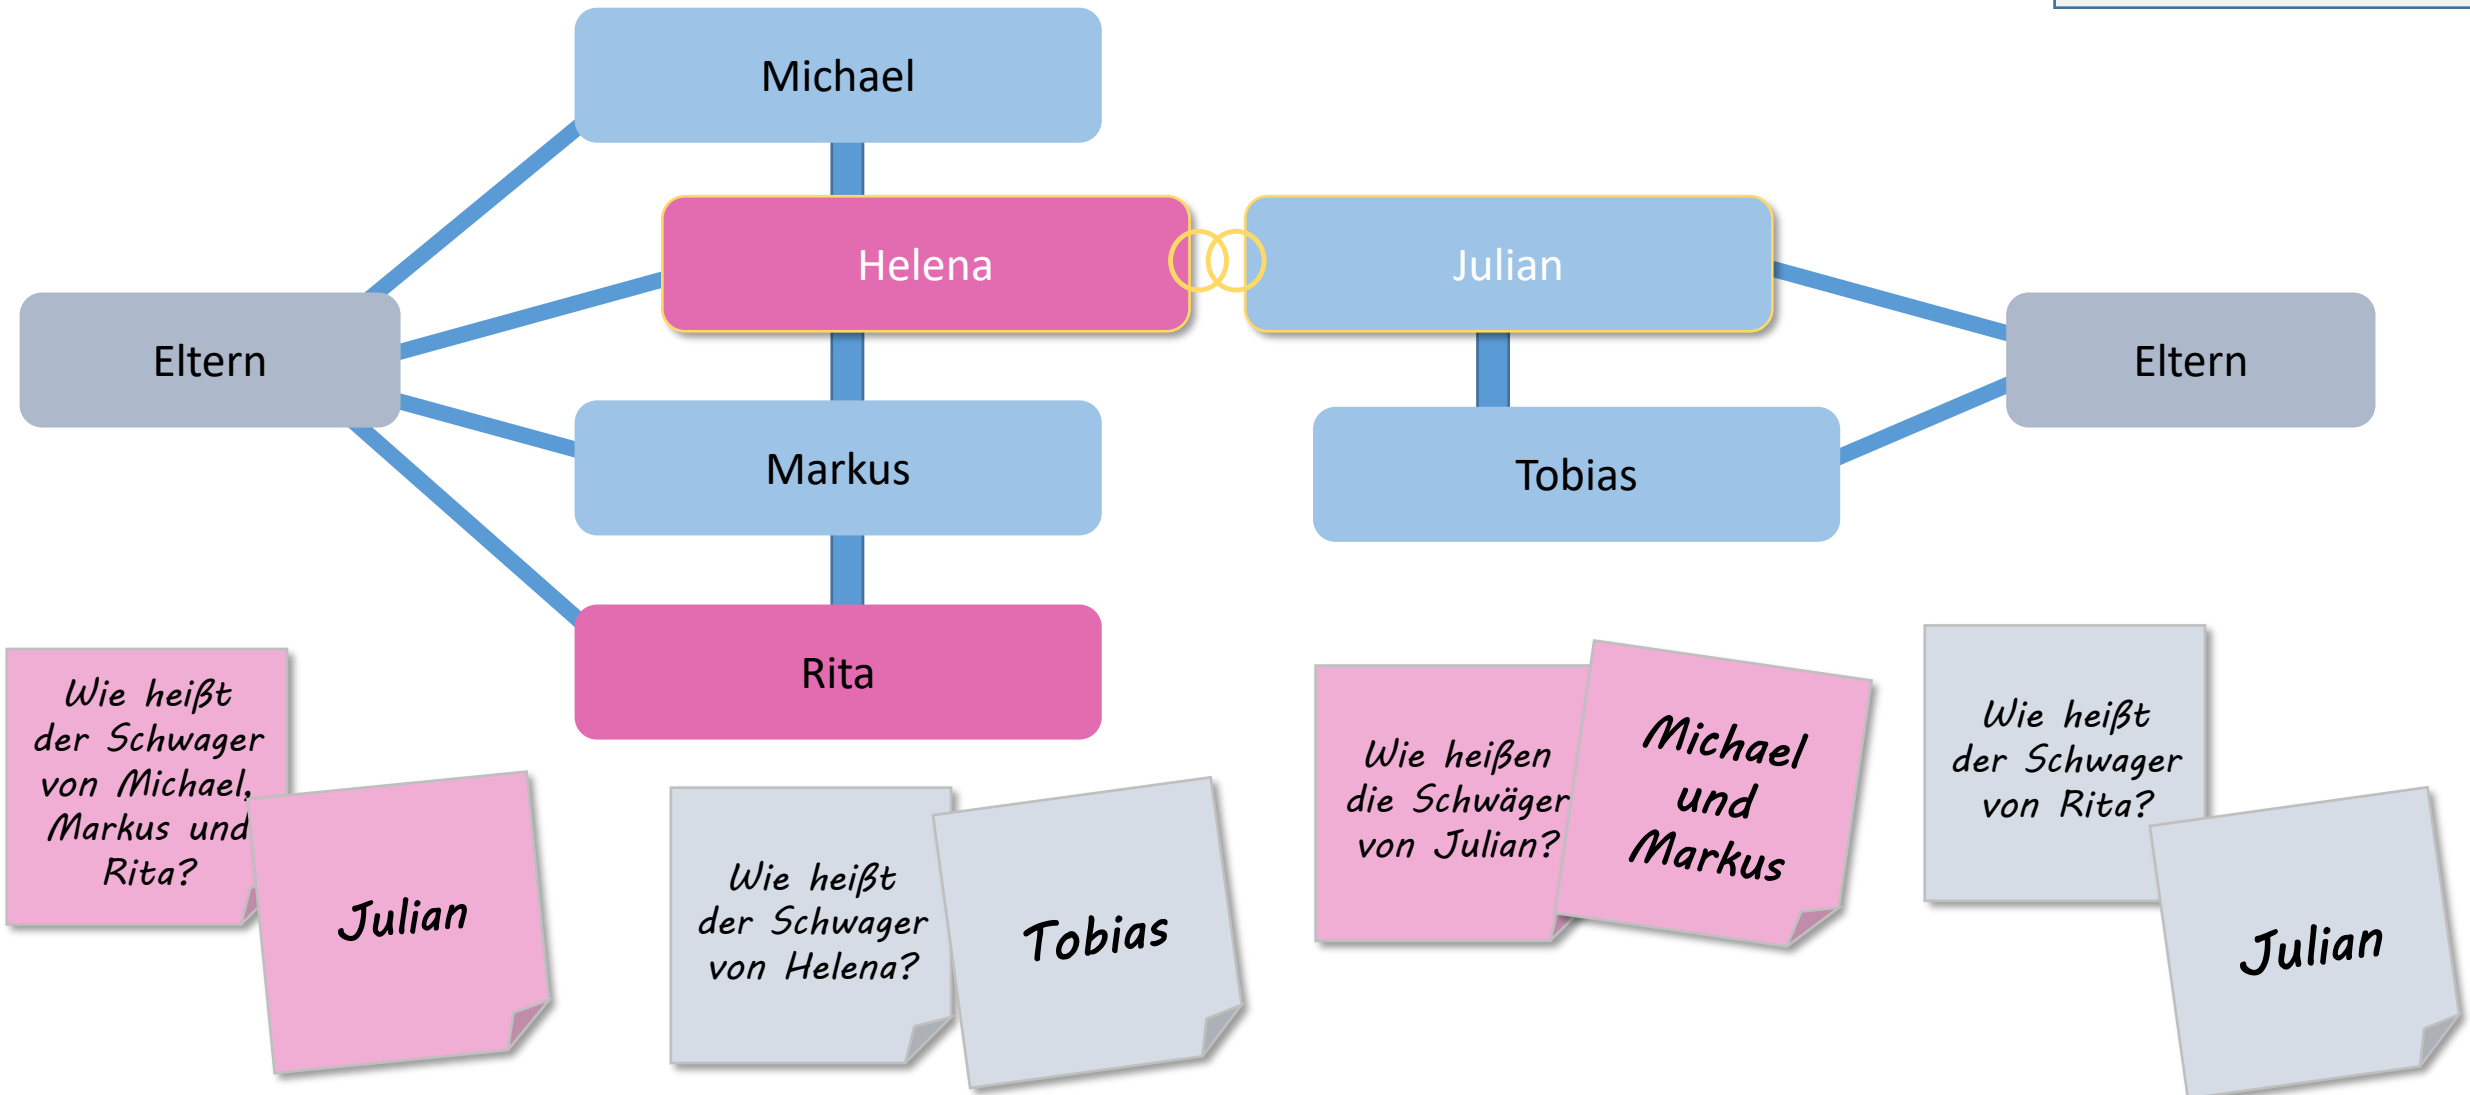 Michael
Helena
Julian
Eltern
Eltern
Markus
Tobias
Rita
Wie heißt
der Schwager
von Michael,
Markus und
Rita?
Julian
Wie heißt
der Schwager
von Helena?
Tobias
Wie heißen
die Schwäger
von Julian?
Michael
und
Markus
Wie heißt
der Schwager
von Rita?
Julian